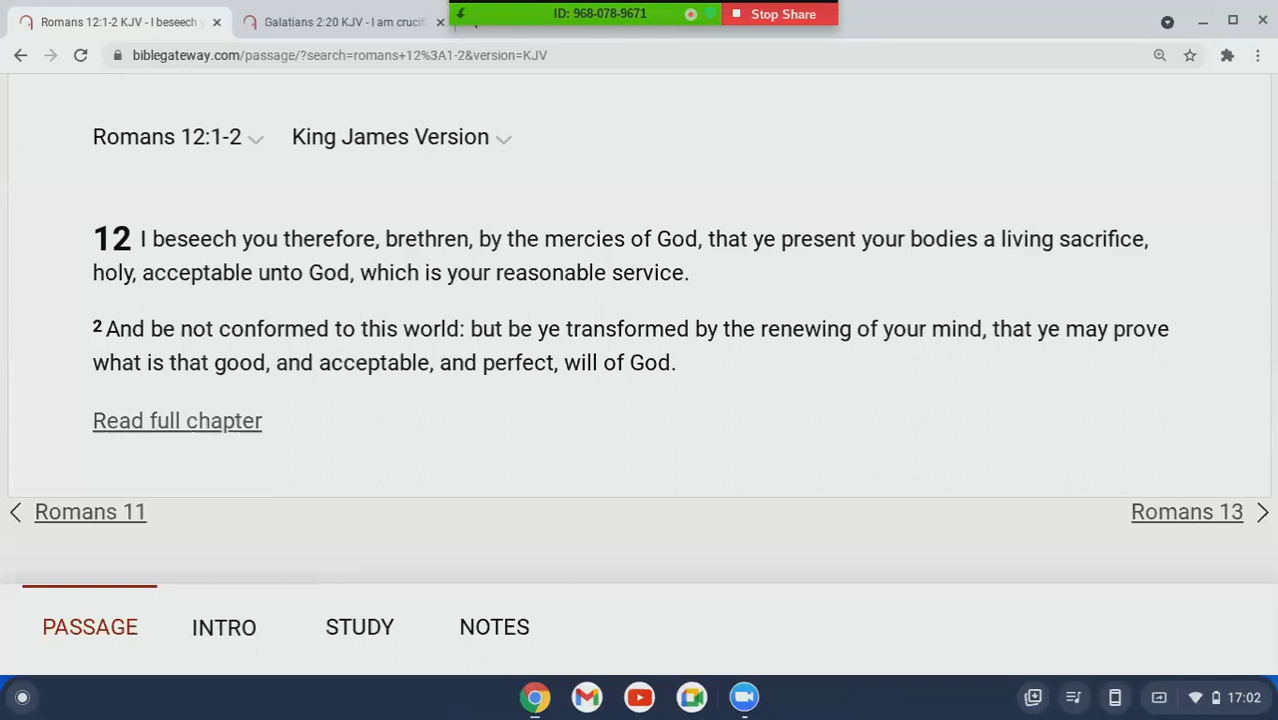 Romans 12:1-2 KJV - I beseech
Galatians 2:20 KJV - I am crucif
ID: 968-078-9671
Stop Share
biblegateway.com/passage/?search=romans+12%3A1-2&version=KJV
Romans 12:1-2
King James Version
12 I beseech you therefore, brethren, by the mercies of God, that ye present your bodies a living sacrifice,
holy, acceptable unto God, which is your reasonable service.
2 And be not conformed to this world: but be ye transformed by the renewing of your mind, that ye may prove
what is that good, and acceptable, and perfect, will of God.
Read full chapter
Romans 11
Romans 13
PASSAGE
INTRO
STUDY
NOTES
17:02